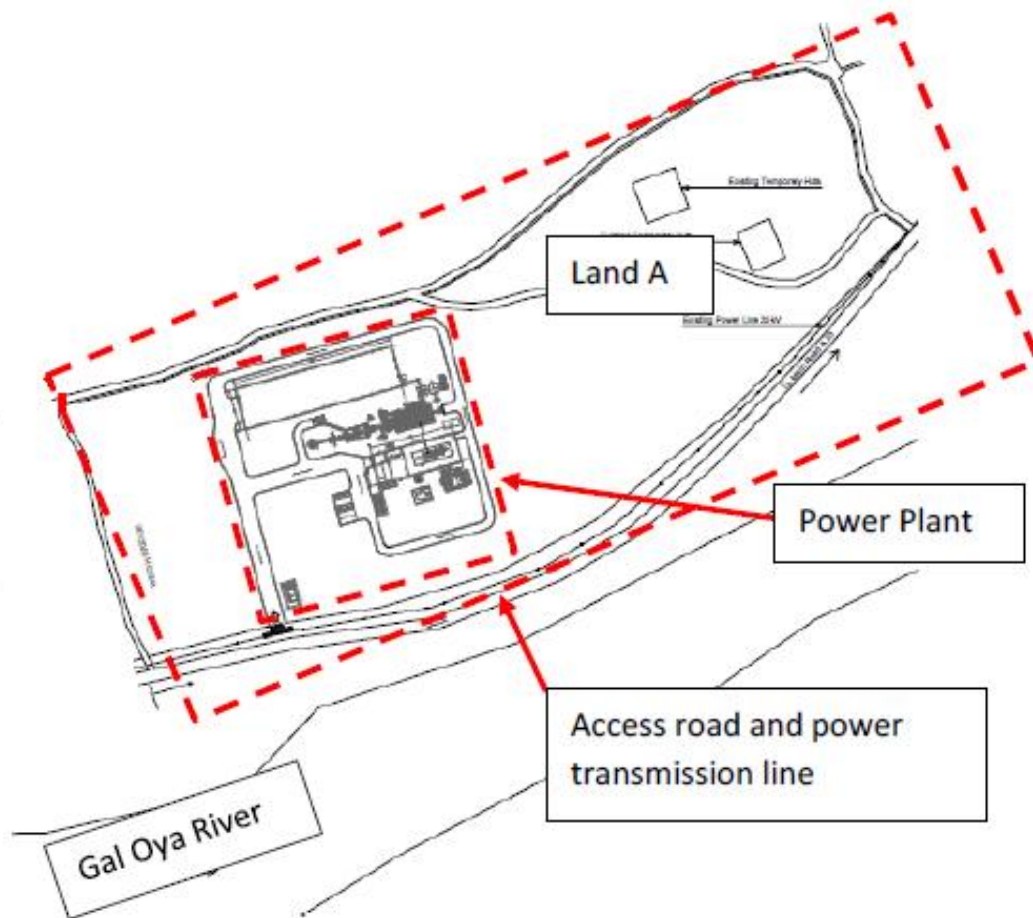 Existing Temporary Huts
Land A
Existing Power Line 33kV
Power Plant
Access road and power
transmission line
Gal Oya River